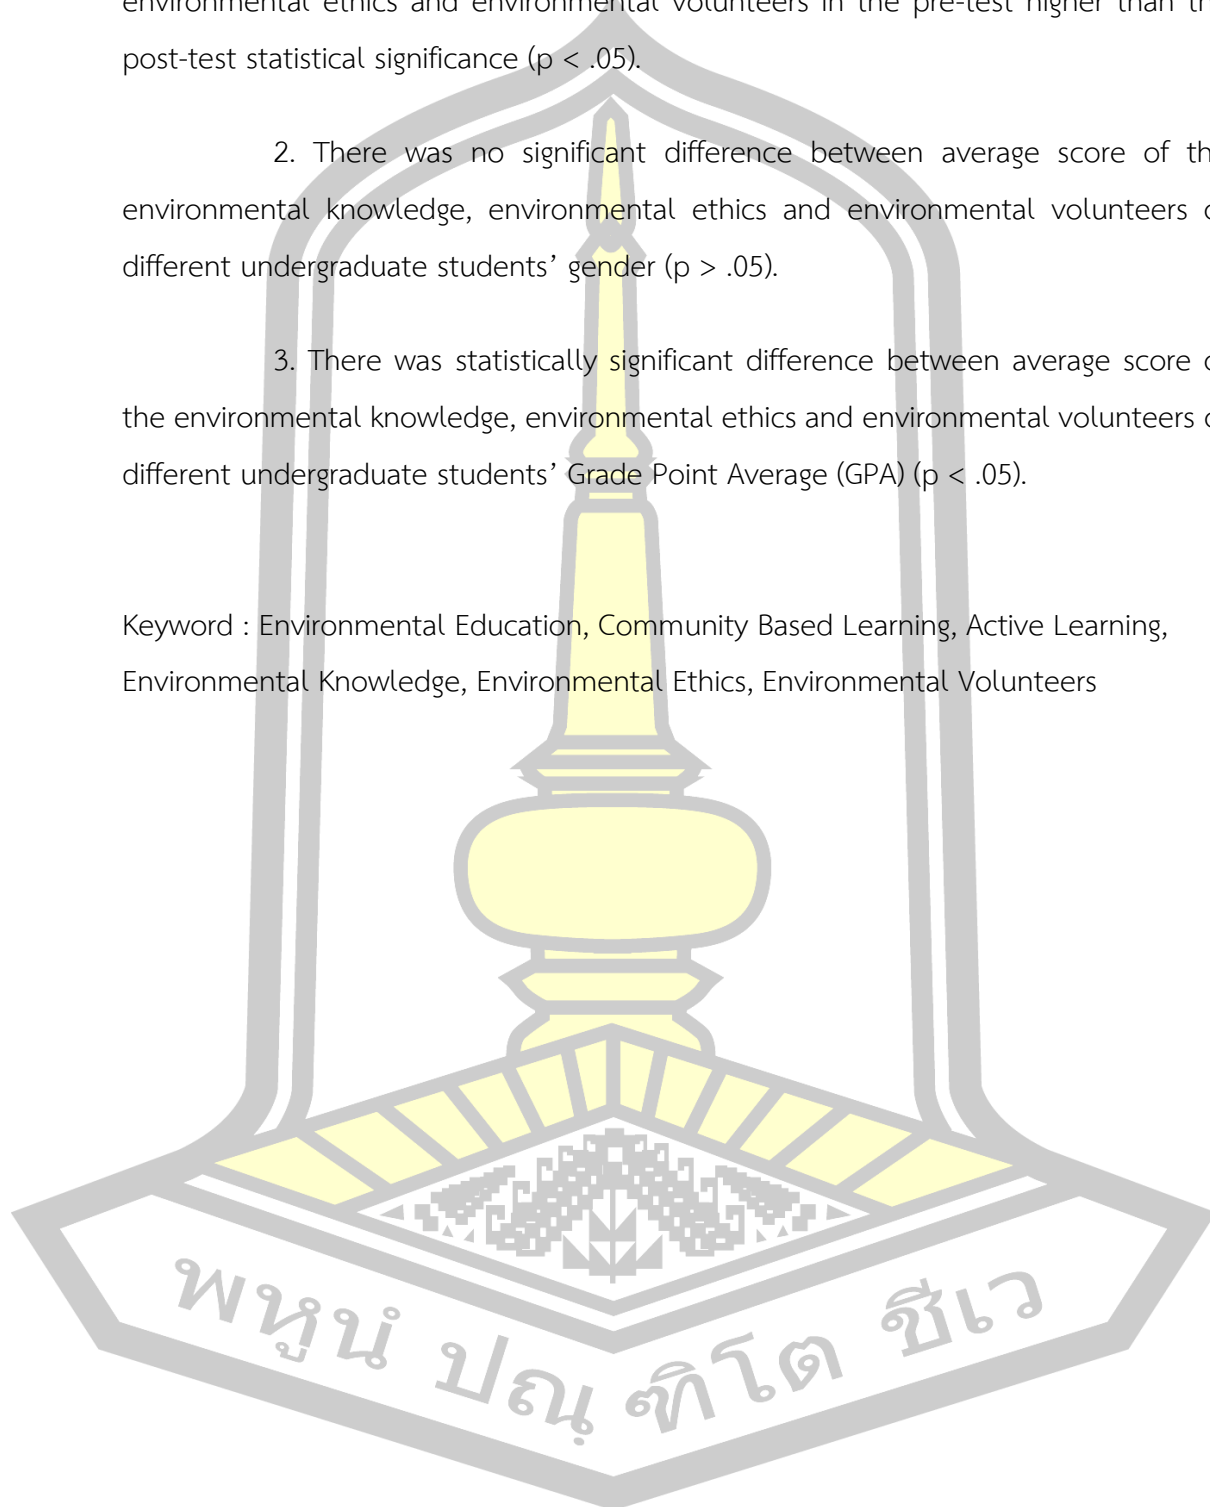 environmental ethics and environmental volunteers in the pre-test higher than th
post-test statistical significance (p < .05).
2. There was no significant difference between average score of th
environmental knowledge, environmental ethics and environmental volunteers
different undergraduate students’ gender (p > .05).
3. There was statistically significant difference between average score
the environmental knowledge, environmental ethics and environmental volunteers
different undergraduate students’ Grade Point Average (GPA) (p < .05).
Keyword : Environmental Education, Community Based Learning, Active Learning,
Environmental Knowledge, Environmental Ethics, Environmental Volunteers
พหูนํ ปณฺฑิโต ชีเว